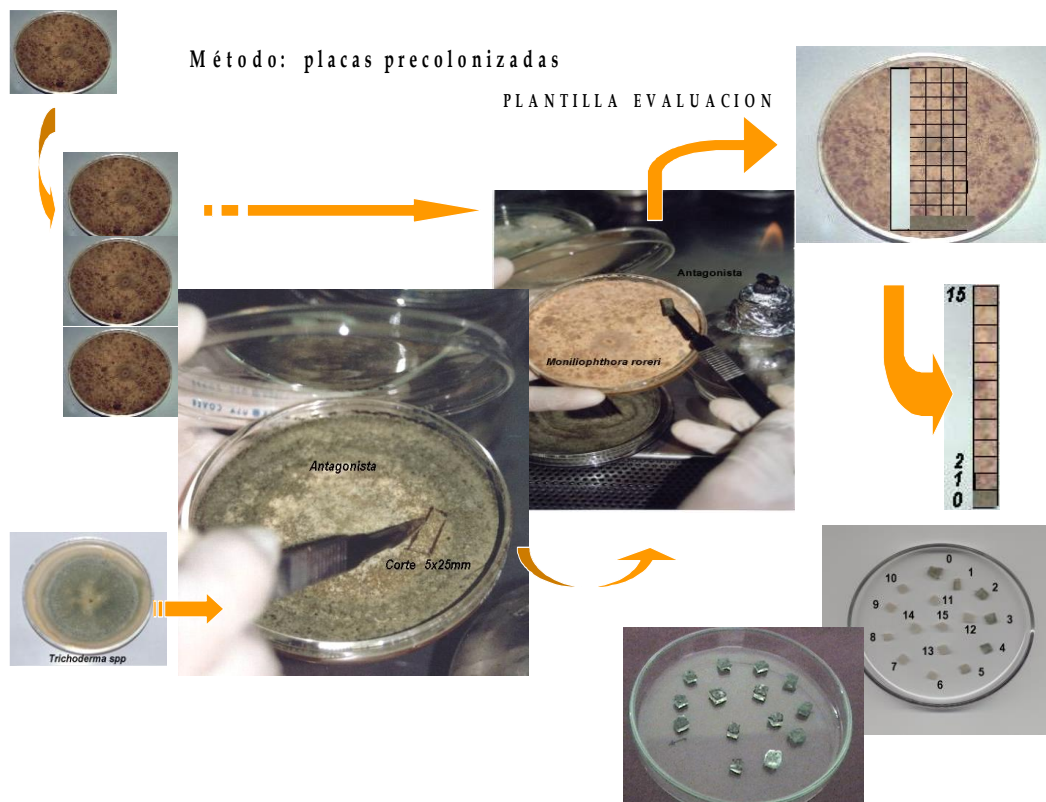 Método: placas precolonizadas
PLANTILLA EVALUACION
Antagonista
Moniliophthora roreri
15
2
1
0
Antagonista
Corte 5x25mm
Trichoderma spp
0
1
2
3
4
5
6
7
8
9
10
11
12
13
14
15